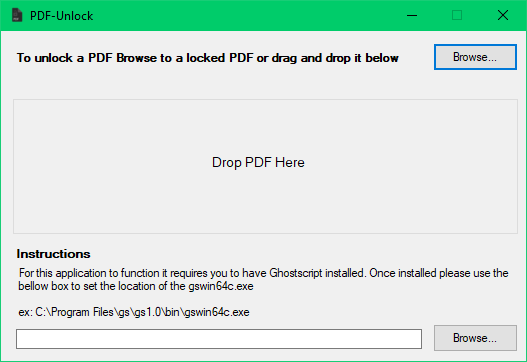 PDF-Unlock
To unlock a PDF Browse to a locked PDF or drag and drop it below
Browse...
Drop PDF Here
Instructions
For this application to function it requires you to have Ghostscript installed. Once installed please use the
bellow box to set the location of the gswin64c.exe
ex: C:\Program Files\gs\gs1.0\bin\gswin64c.exe
Browse...